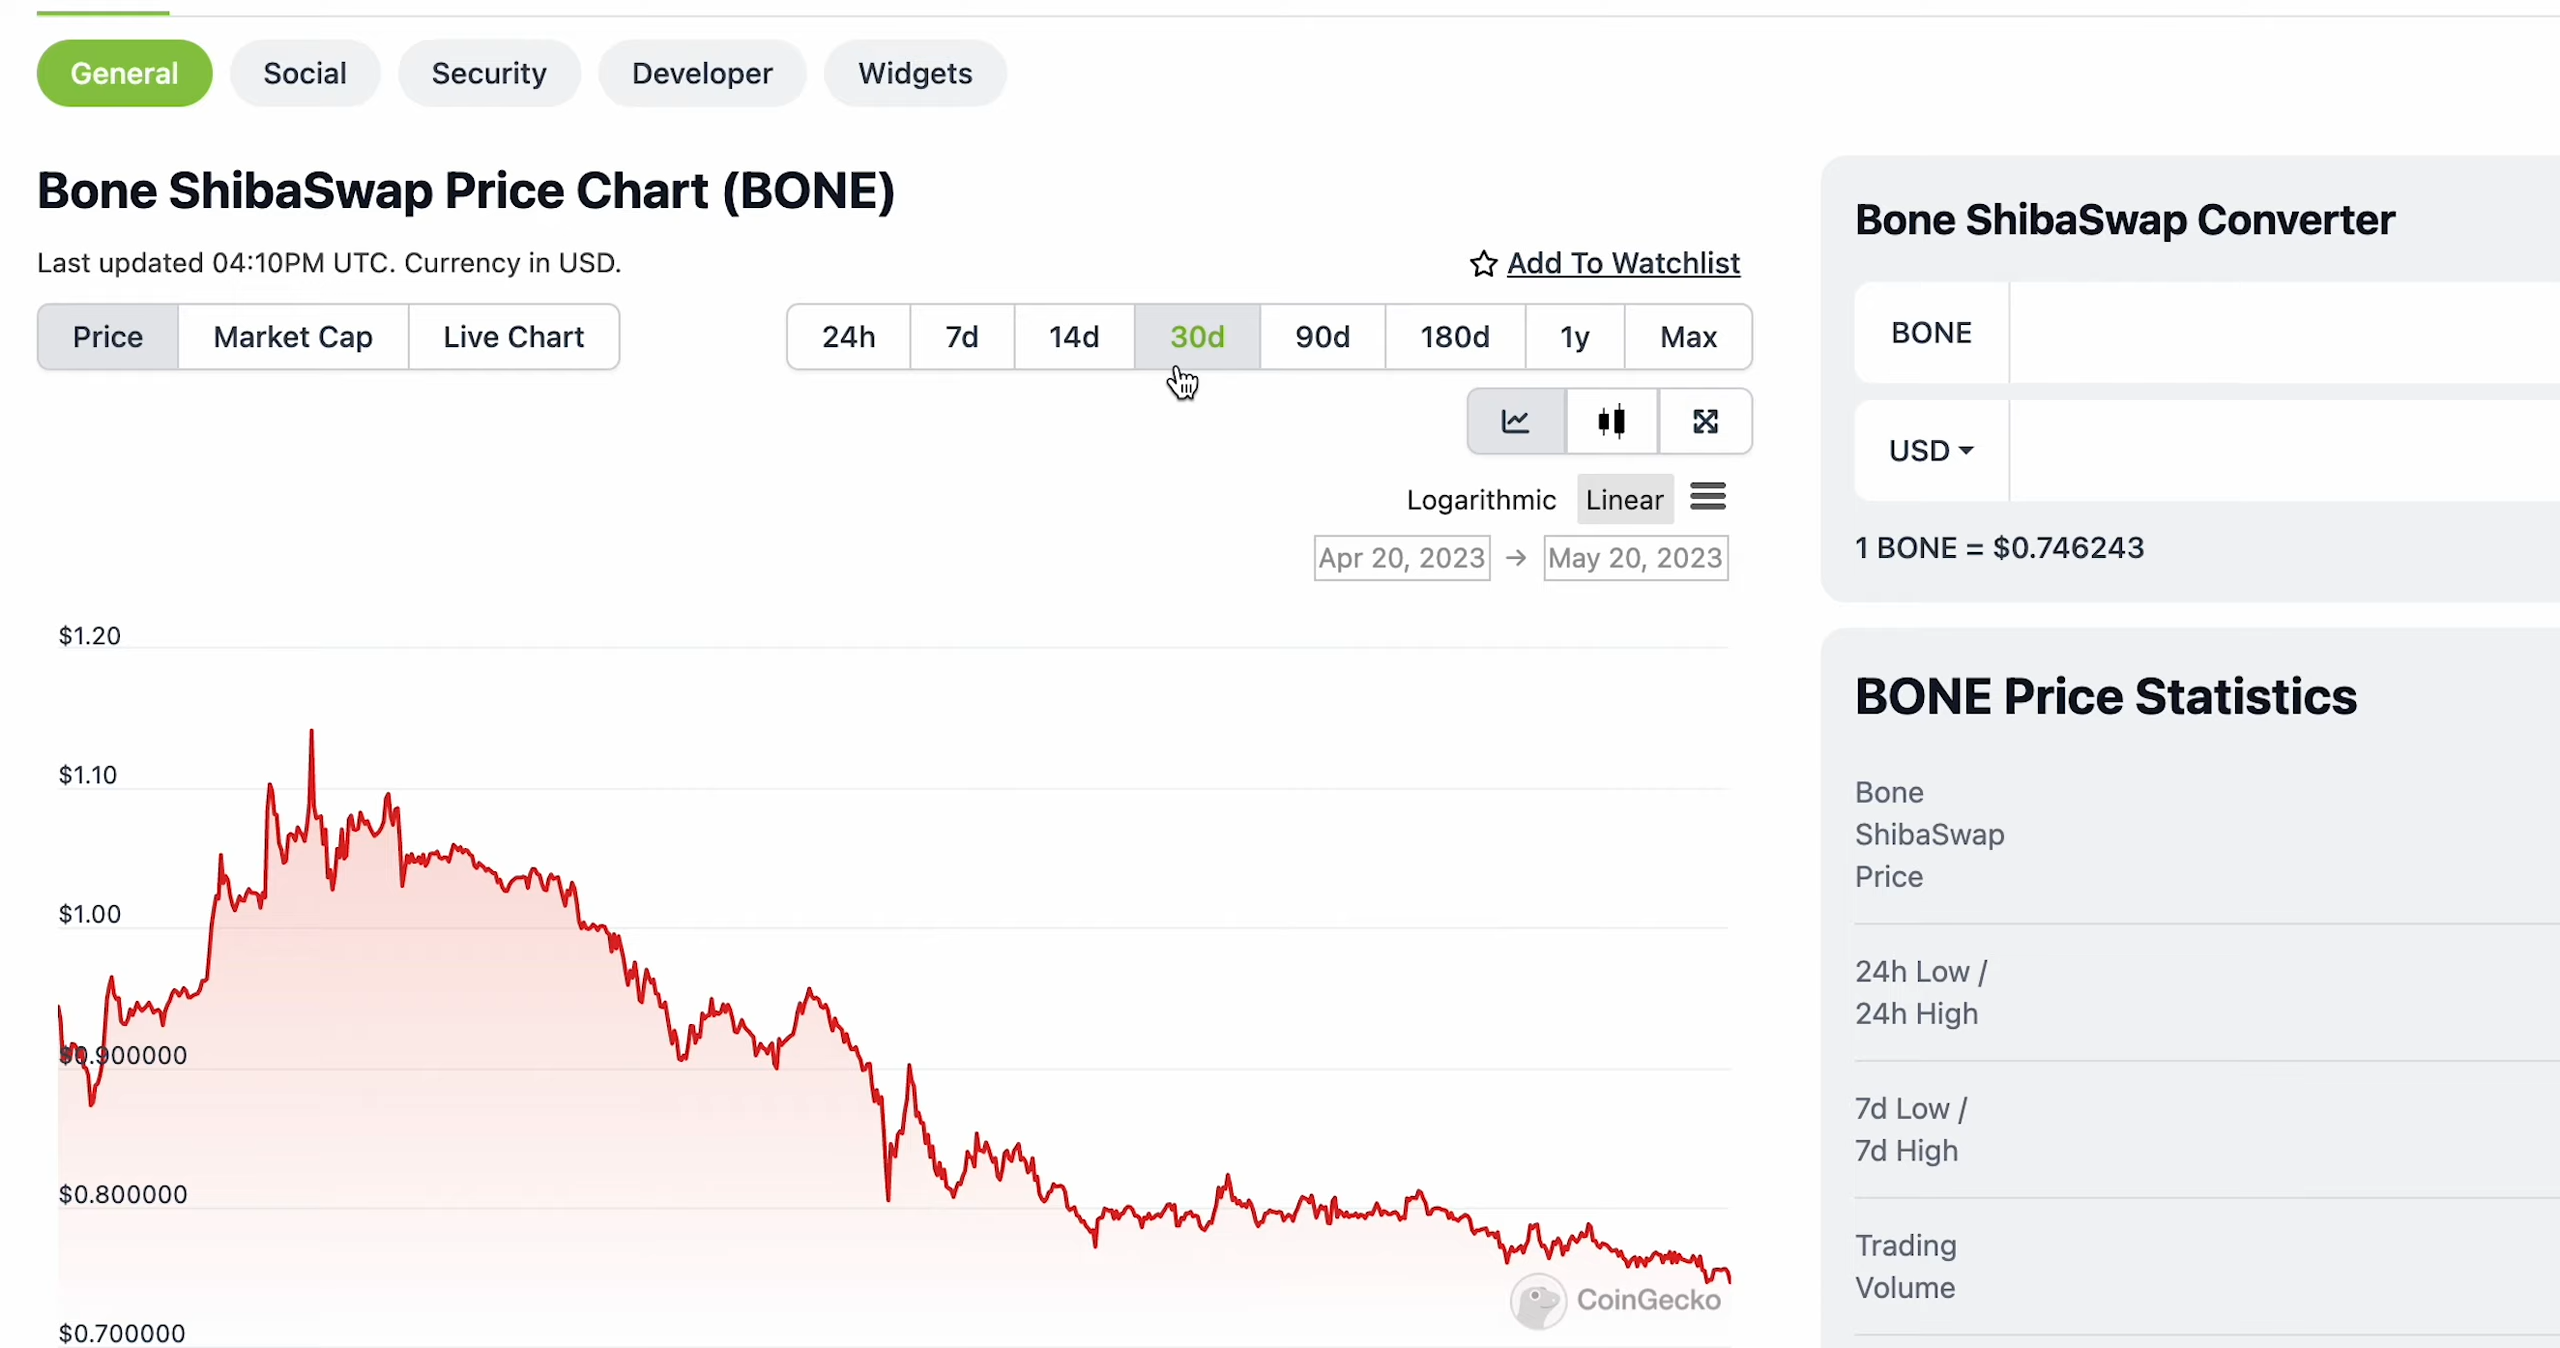 General Social Security Developer Widgets
Bone ShibaSwap Price Chart (BONE)
Last updated 04:10PM UTC. Currency in USD.
Add To Watchlist
Price Market Cap Live Chart
24h 7d 14d 30d 90d 180d 1y Max
Logarithmic Linear
Apr 20, 2023 → May 20, 2023
$1.20
$1.10
$1.00
$0.900000
$0.800000
$0.700000
CoinGecko
Bone ShibaSwap Converter
BONE
USD
1 BONE = $0.746243
BONE Price Statistics
Bone
ShibaSwap
Price
24h Low /
24h High
7d Low /
7d High
Trading
Volume